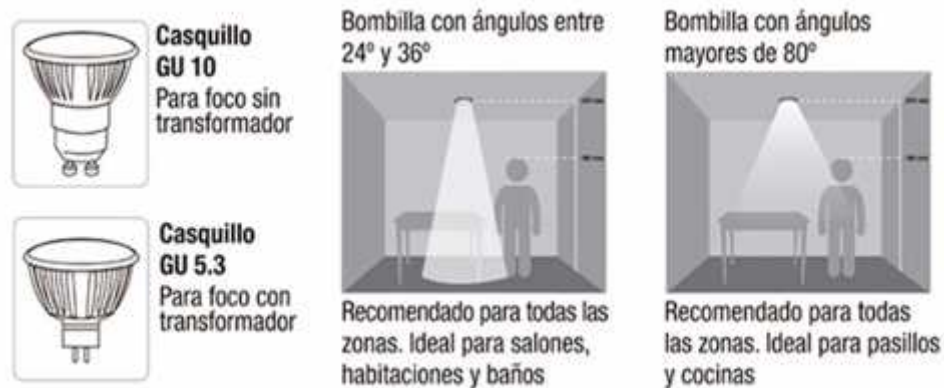 Casquillo
GU 10
Para foco sin
transformador
Casquillo
GU 5.3
Para foco con
transformador
Bombilla con ángulos entre
24º y 36º
Recomendado para todas las
zonas. Ideal para salones,
habitaciones y baños
Bombilla con ángulos
mayores de 80º
Recomendado para todas
las zonas. Ideal para pasillos
y cocinas